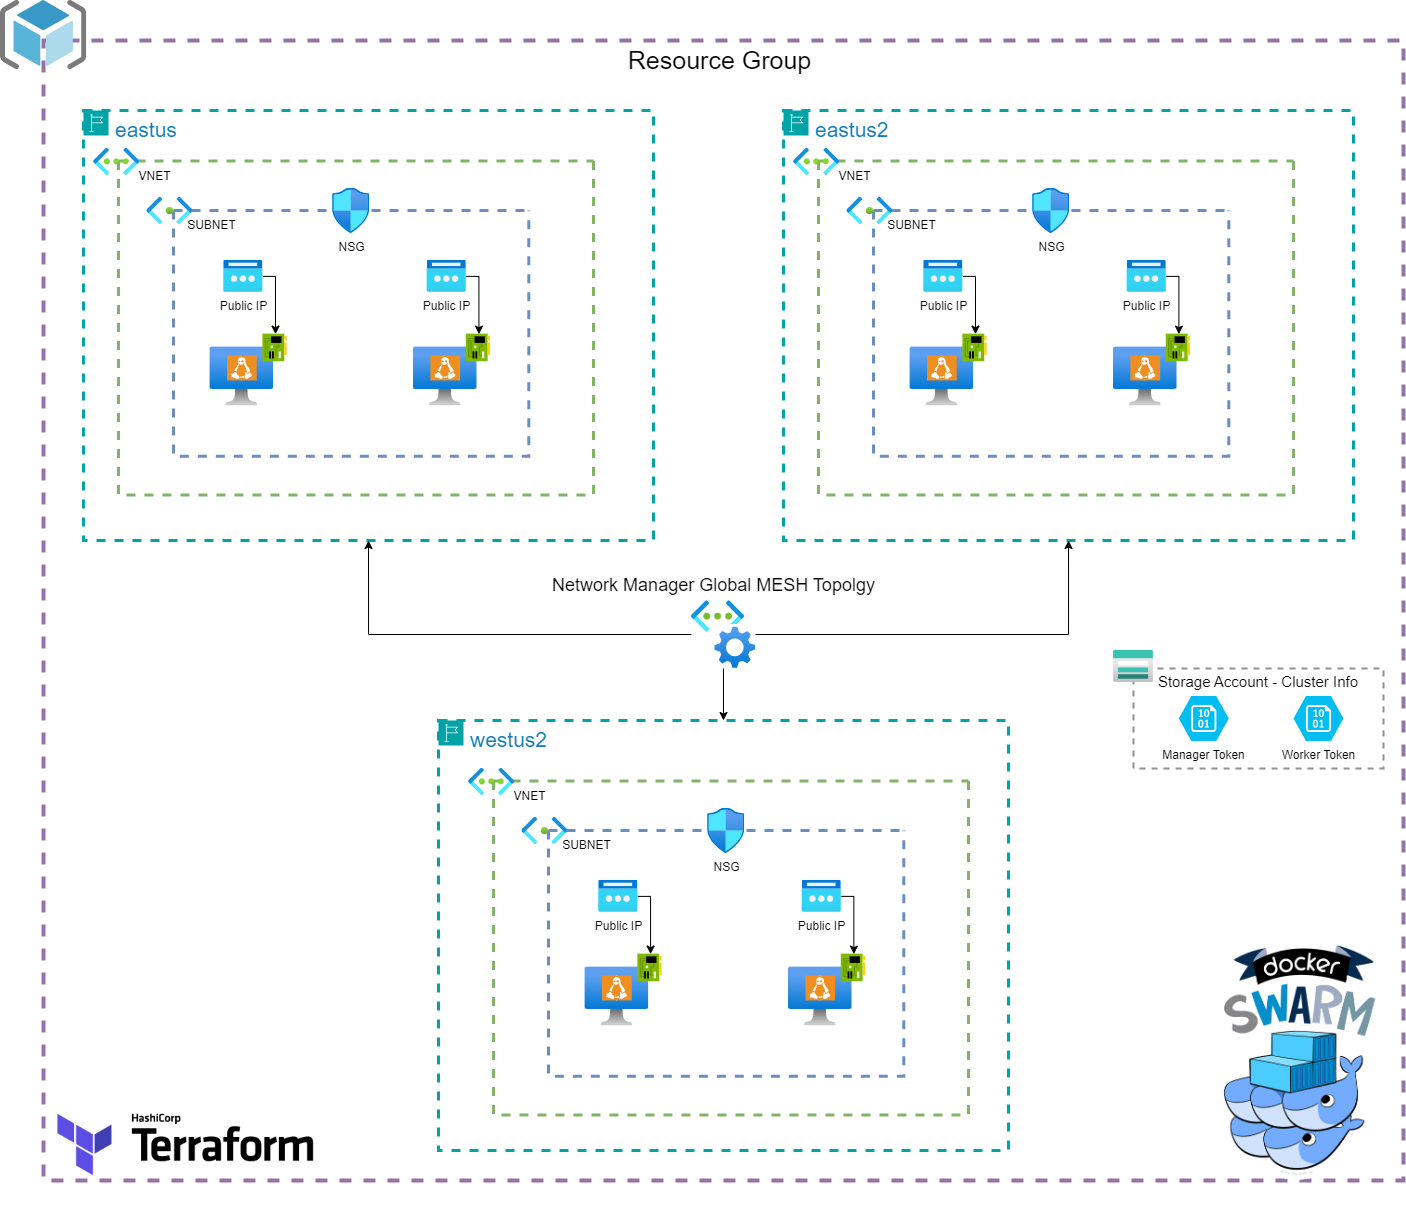 Resource Group
eastus
VNET
SUBNET
NSG
Public IP
Public IP
eastus2
VNET
SUBNET
NSG
Public IP
Public IP
Network Manager Global MESH Topolgy
Storage Account - Cluster Info
10
01
10
01
Manager Token
Worker Token
westus2
VNET
SUBNET
NSG
Public IP
Public IP
docker
SWARM
HashiCorp
Terraform